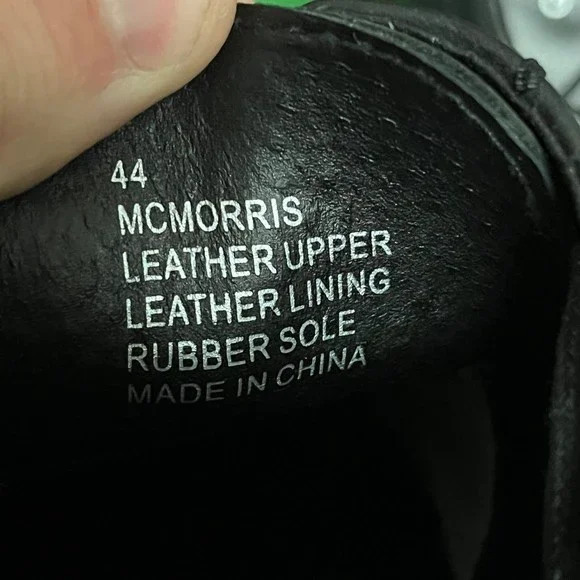 44
MCMORRIS
LEATHER UPPER
LEATHER LINING
RUBBER SOLE
MADE IN CHINA